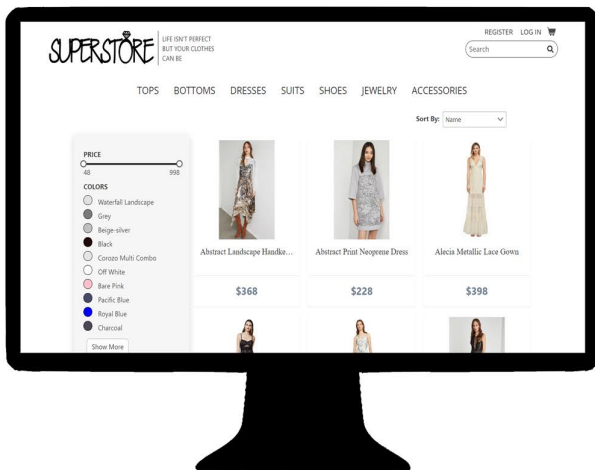 SUPERSTORE
LIFE ISN'T PERFECT
BUT YOUR CLOTHES
CAN BE
REGISTER LOG IN
Search
TOPS BOTTOMS DRESSES SUITS SHOES JEWELRY ACCESSORIES
Sort By: Name
PRICE
48 998
COLORS
Waterfall Landscape
Grey
Beige-silver
Black
Corozo Multi Combo
Off White
Bare Pink
Pacific Blue
Royal Blue
Charcoal
Show More
Abstract Landscape Handke...
Abstract Print Neoprene Dress
Alecia Metallic Lace Gown
$368
$228
$398